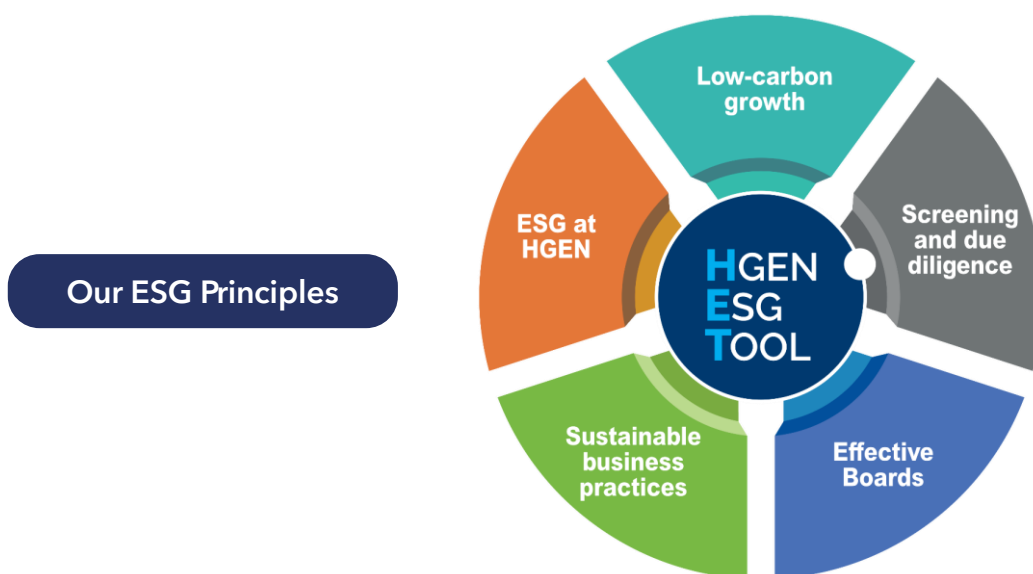 Our ESG Principles
Low-carbon
growth
Screening
and due
diligence
Effective
Boards
Sustainable
business
practices
ESG at
HGEN
HGEN
ESG
TOOL